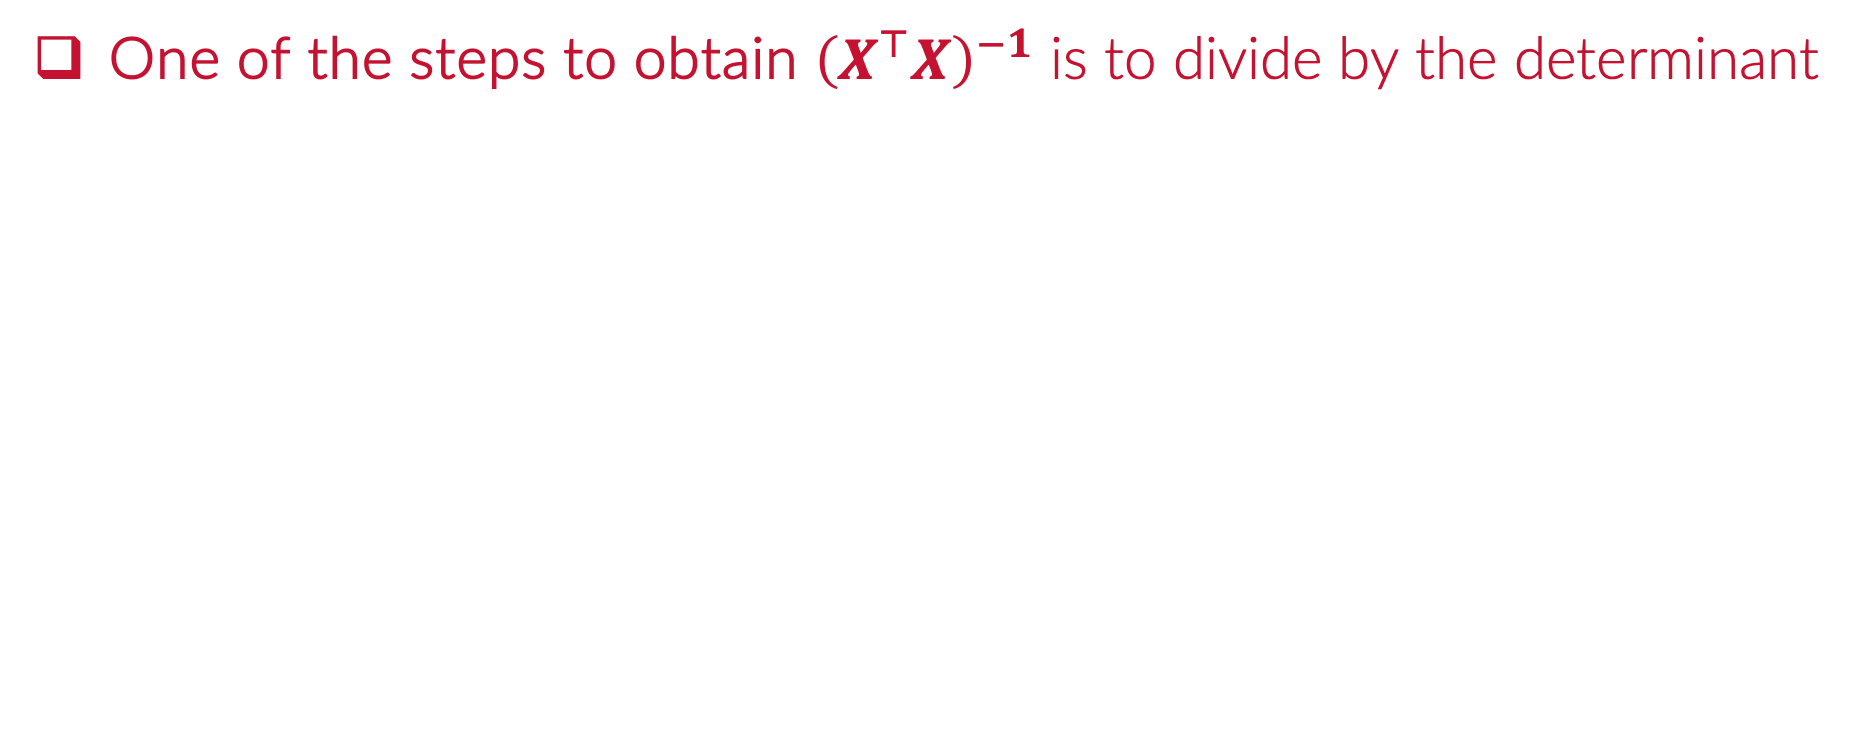 ❑ One of the steps to obtain (X⊤X)−1 is to divide by the determinant